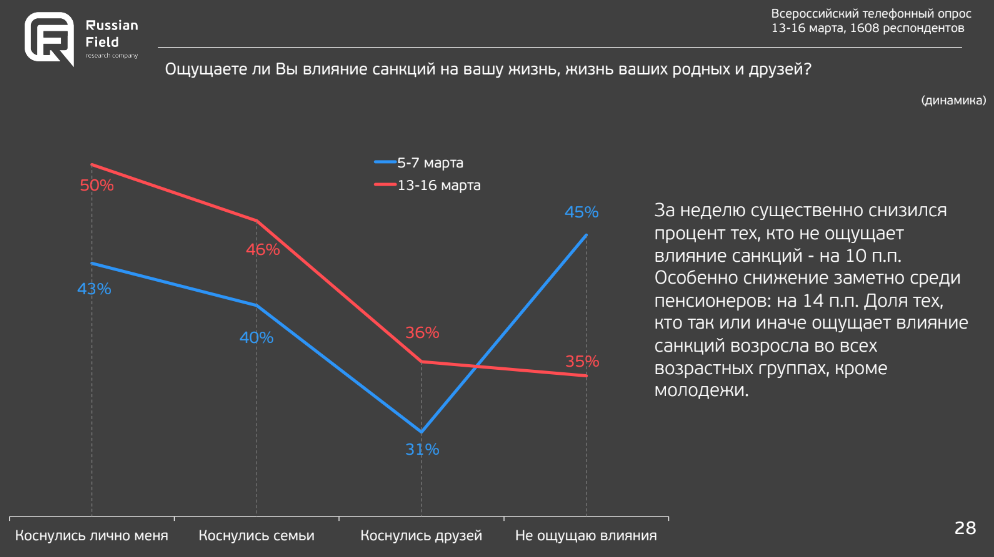 Russian
Field
research company
Всероссийский телефонный опрос
13-16 марта, 1608 респондентов
Ощущаете ли Вы влияние санкций на вашу жизнь, жизнь ваших родных и друзей?
(динамика)
5-7 марта
13-16 марта
50%
46%
36%
35%
43%
40%
31%
45%
За неделю существенно снизился
процент тех, кто не ощущает
влияние санкций - на 10 п.п.
Особенно снижение заметно среди
пенсионеров: на 14 п.п. Доля тех,
кто так или иначе ощущает влияние
санкций возросла во всех
возрастных группах, кроме
молодежи.
Коснулись лично меня
Коснулись семьи
Коснулись друзей
Не ощущаю влияния
28